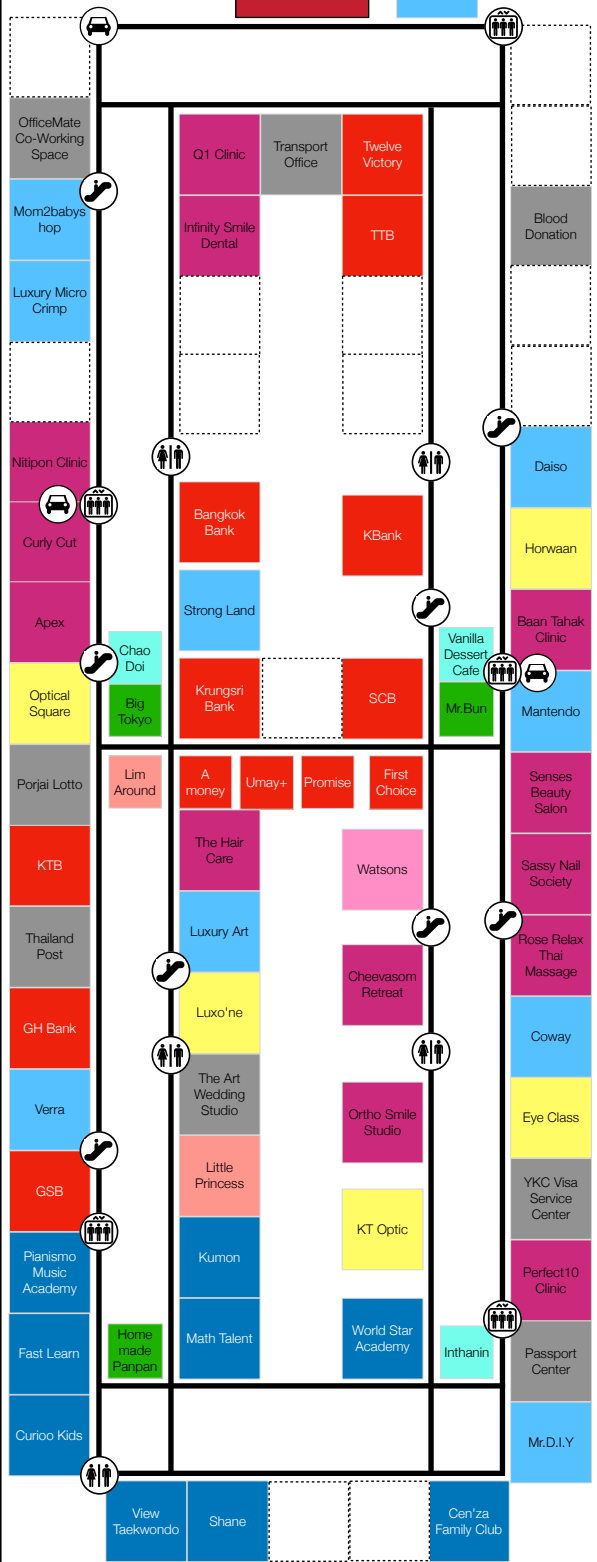 OfficeMate
Co-Working
Space
Mom2babys
hop
Luxury Micro
Crimp
Nitipon Clinic
Curly Cut
Apex
Optical
Square
Porjai Lotto
KTB
Thailand
Post
GH Bank
Verra
GSB
Pianismo
Music
Academy
Fast Learn
Curioo Kids
Chao
Doi
Big
Tokyo
Lim
Around
Home
made
Panpan
Q1 Clinic
Transport
Office
Twelve
Victory
Infinity Smile
Dental
TTB
Bangkok
Bank
KBank
Strong Land
Krungsri
Bank
SCB
A
money
Umay+
Promise
First
Choice
The Hair
Care
Watsons
Luxury Art
Cheevasom
Retreat
Luxo'ne
The Art
Wedding
Studio
Ortho Smile
Studio
Little
Princess
KT Optic
Kumon
Math Talent
World Star
Academy
Vanilla
Dessert
Cafe
Mr.Bun
Inthanin
Blood
Donation
Daiso
Horwaan
Baan Tahak
Clinic
Mantendo
Senses
Beauty
Salon
Sassy Nail
Society
Rose Relax
Thai
Massage
Coway
Eye Class
YKC Visa
Service
Center
Perfect10
Clinic
Passport
Center
Mr.D.I.Y
View
Taekwondo
Shane
Cen'za
Family Club